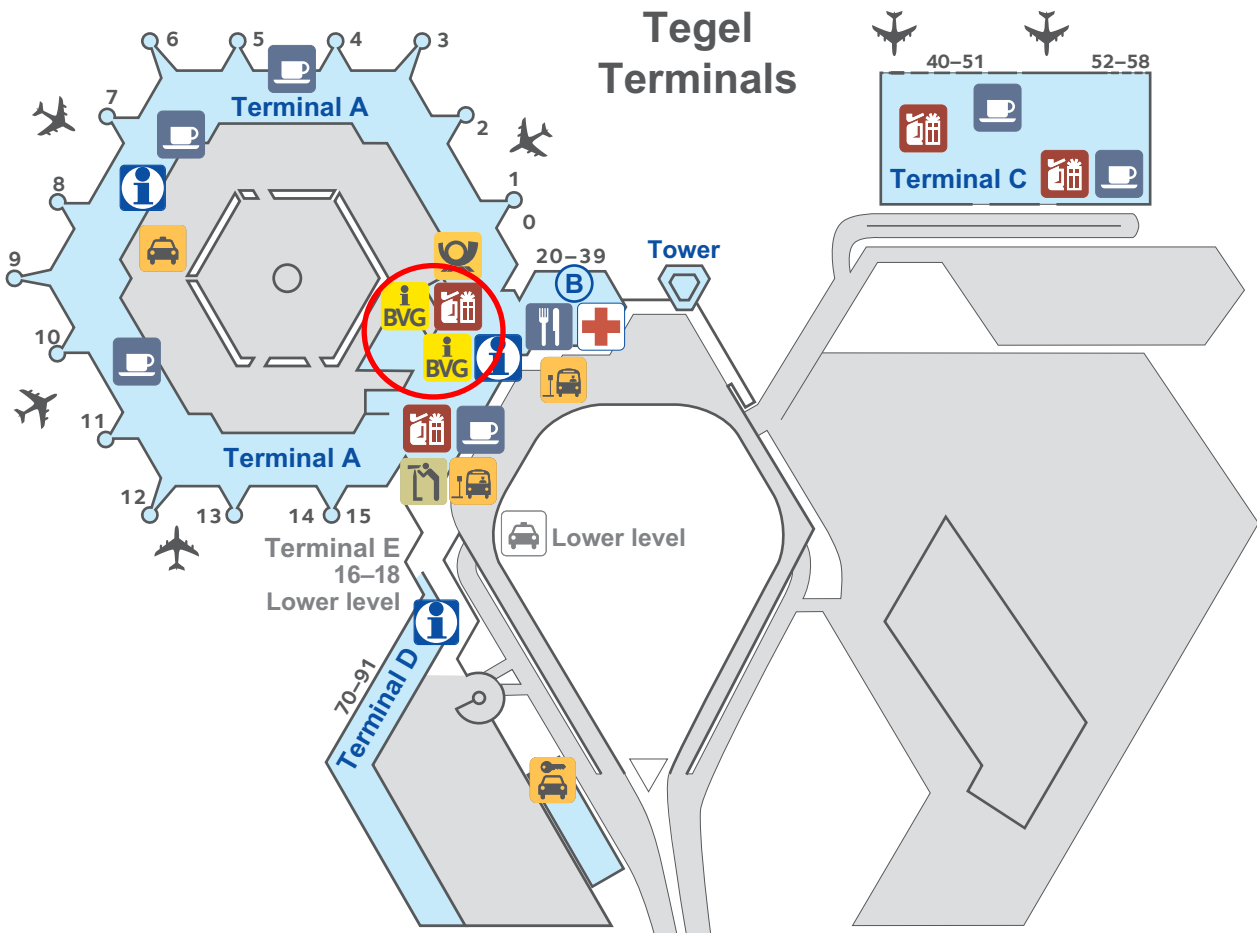 Tegel
Terminals
6
5
4
3
40–51
52–58
Terminal A
7
2
Terminal C
8
1
0
20–39
Tower
9
B
i
BVG
i
BVG
10
11
Terminal A
12
13
14
15
Terminal E
16–18
Lower level
Lower level
i
i
i
70–91
Terminal D